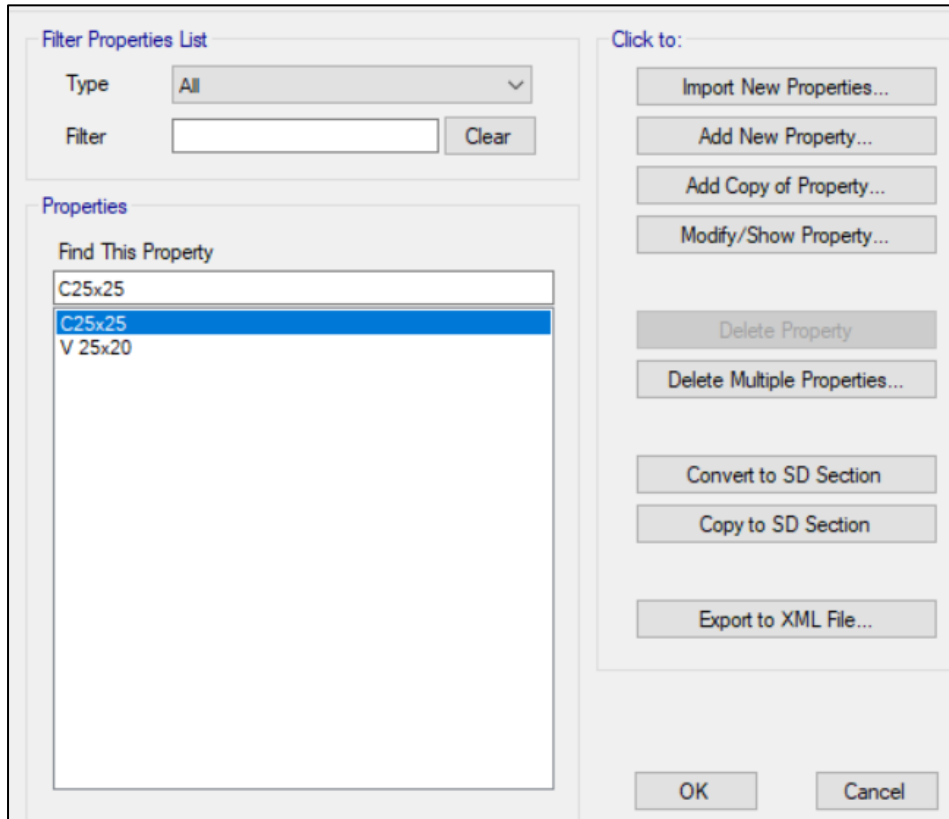 Filter Properties List
Type All
Filter Clear
Properties
Find This Property
C25x25
C25x25
V 25x20
Click to:
Import New Properties...
Add New Property...
Add Copy of Property...
Modify/Show Property...
Delete Property
Delete Multiple Properties...
Convert to SD Section
Copy to SD Section
Export to XML File...
OK Cancel